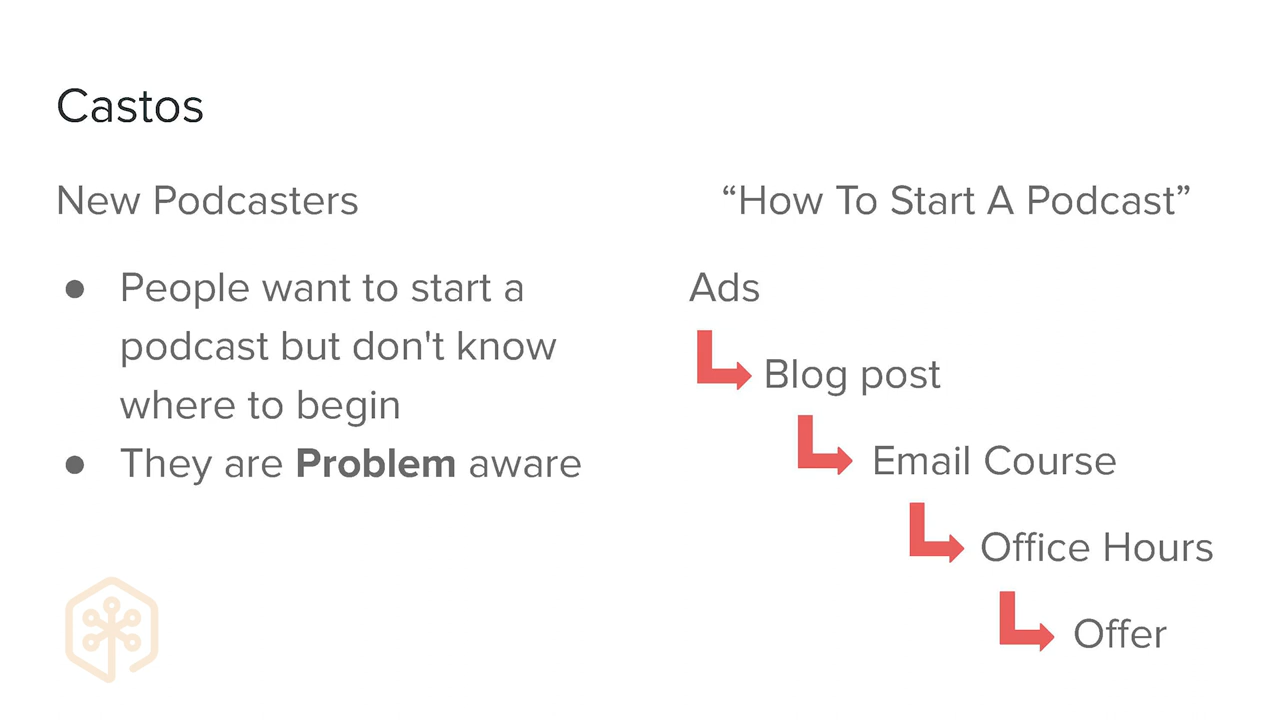 Castos
New Podcasters
● People want to start a
podcast but don't know
where to begin
● They are Problem aware
“How To Start A Podcast”
Ads
Blog post
Email Course
Office Hours
Offer